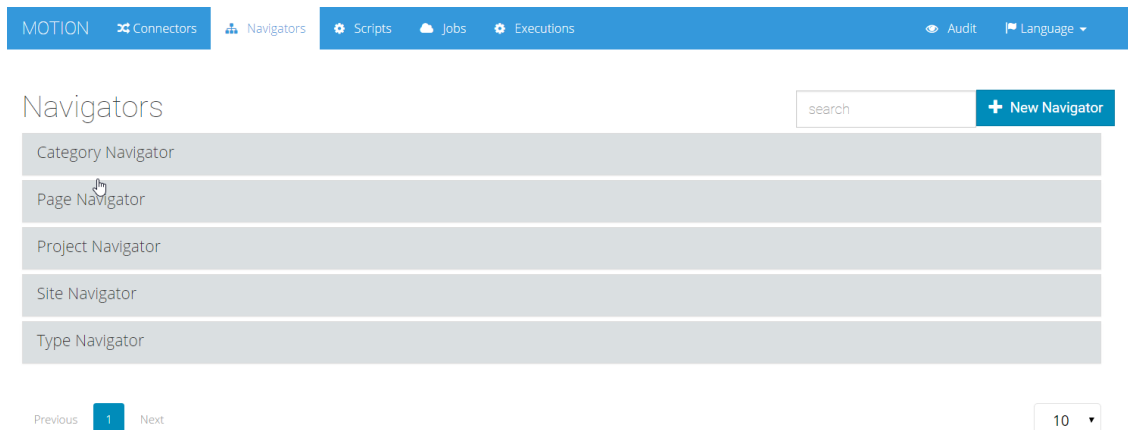 MOTION Connectors Navigators Scripts Jobs Executions Audit Language
Navigators search New Navigator
Category Navigator
Page Navigator
Project Navigator
Site Navigator
Type Navigator
Previous 1 Next 10